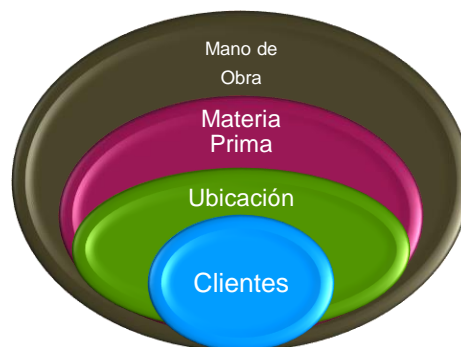 Mano de
Obra
Materia
Prima
Ubicación
Clientes